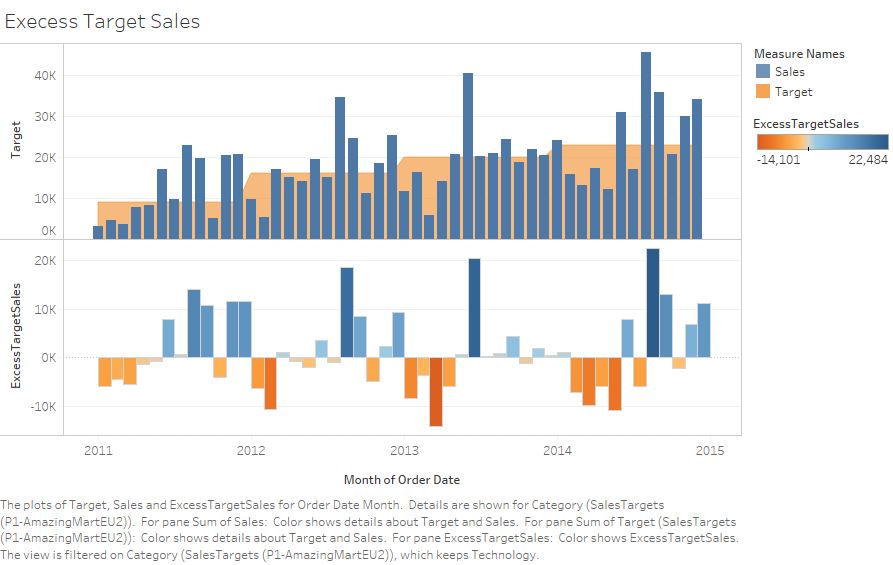 Execess Target Sales
Measure Names
Sales
Target
ExcessTargetSales
-14,101 22,484
Target
40K
30K
20K
10K
0K
ExcessTargetSales
20K
10K
0K
-10K
2011 2012 2013 2014 2015
Month of Order Date
The plots of Target, Sales and ExcessTargetSales for Order Date Month. Details are shown for Category (SalesTargets
(P1-AmazingMartEU2)). For pane Sum of Sales: Color shows details about Target and Sales. For pane Sum of Target (SalesTargets
(P1-AmazingMartEU2)): Color shows details about Target and Sales. For pane ExcessTargetSales: Color shows ExcessTargetSales.
The view is filtered on Category (SalesTargets (P1-AmazingMartEU2)), which keeps Technology.